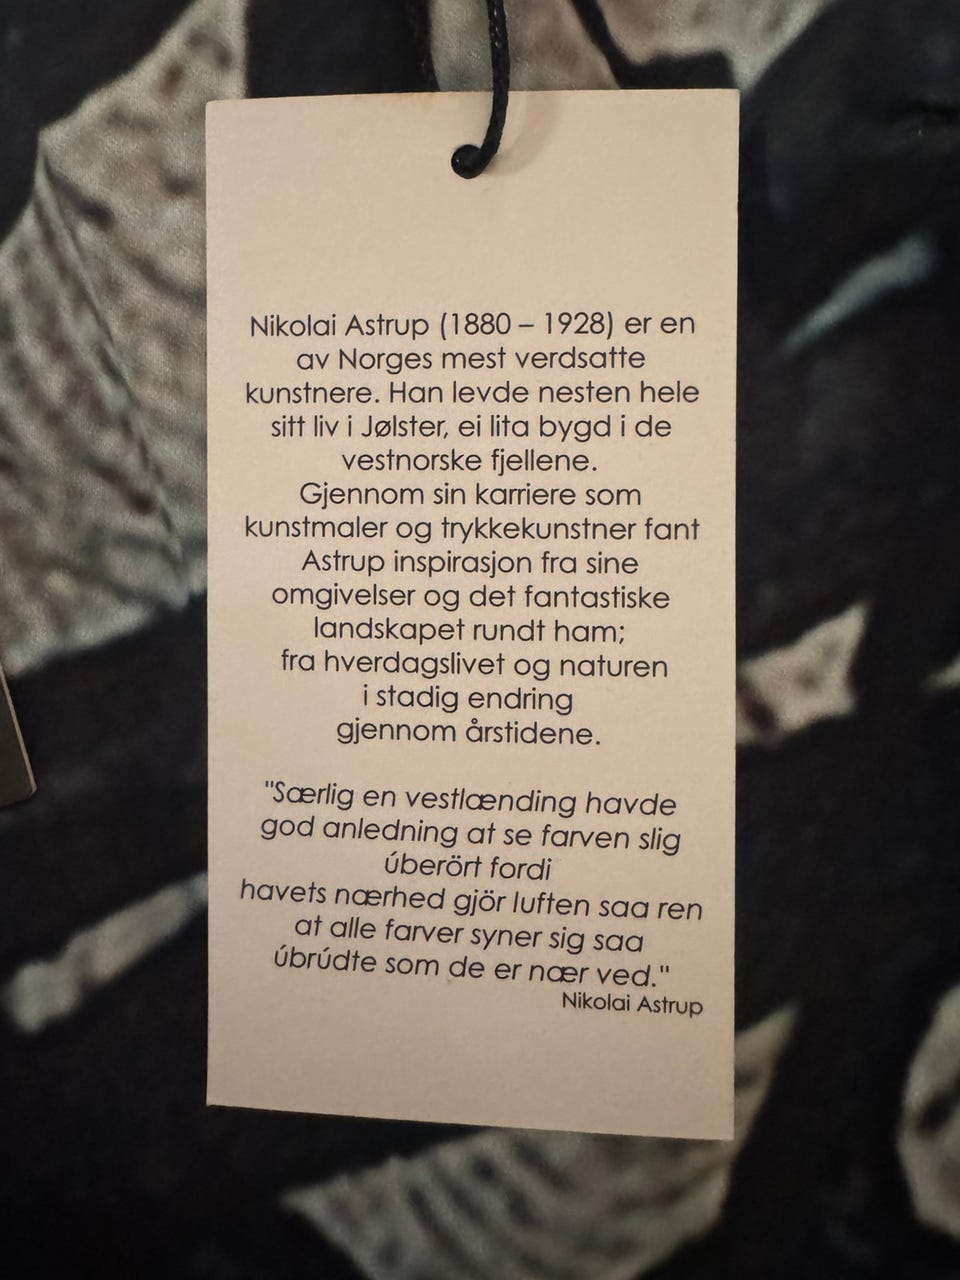 Nikolai Astrup (1880 – 1928) er en
av Norges mest verdsatte
kunstnere. Han levde nesten hele
sitt liv i Jølster, ei lita bygd i de
vestnorske fjellene.
Gjennom sin karriere som
kunstmaler og trykkekunstner fant
Astrup inspirasjon fra sine
omgivelser og det fantastiske
landskapet rundt ham;
fra hverdagslivet og naturen
i stadig endring
gjennom årstidene.
"Særlig en vestlænding havde
god anledning at se farven slig
úberört fordi
havets nærhed gjör luften saa ren
at alle farver syner sig saa
úbrúdte som de er nær ved."
Nikolai Astrup